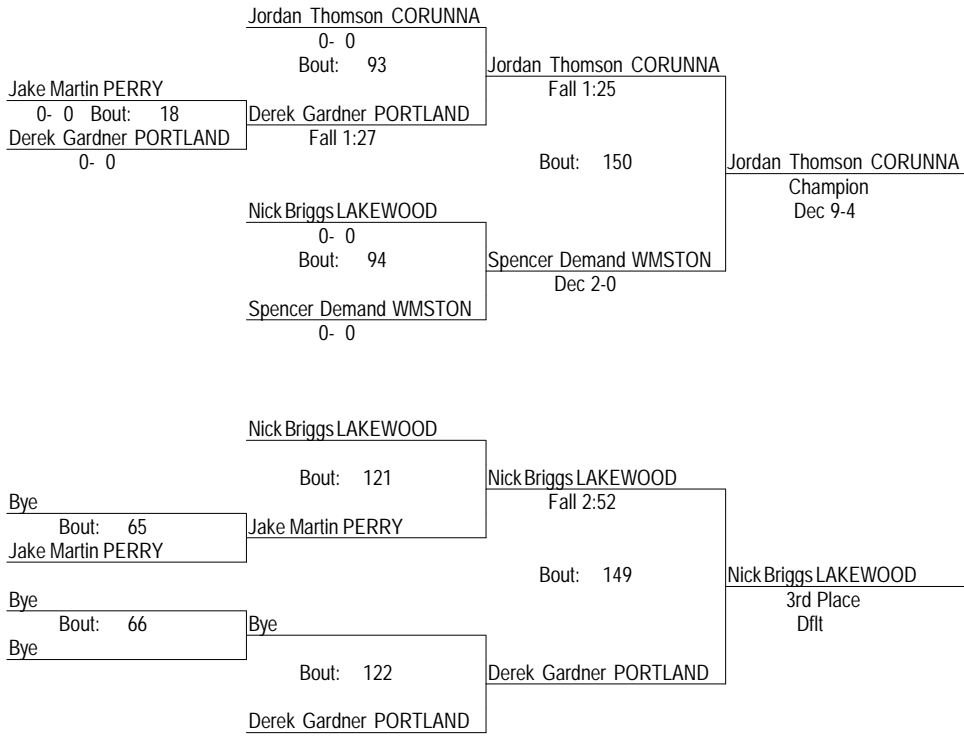 Jordan Thomson CORUNNA
0- 0
Bout: 93
Jordan Thomson CORUNNA
Fall 1:25
Jake Martin PERRY
0- 0 Bout: 18
Derek Gardner PORTLAND
Fall 1:27
Derek Gardner PORTLAND
0- 0
Bout: 150
Jordan Thomson CORUNNA
Champion
Dec 9-4
Nick Briggs LAKEWOOD
0- 0
Bout: 94
Spencer Demand WMSTON
Dec 2-0
Spencer Demand WMSTON
0- 0
Nick Briggs LAKEWOOD
Bout: 121
Nick Briggs LAKEWOOD
Fall 2:52
Bye
Bout: 65
Jake Martin PERRY
Jake Martin PERRY
Bout: 149
Nick Briggs LAKEWOOD
3rd Place
Dflt
Bye
Bout: 66
Bye
Bye
Bout: 122
Derek Gardner PORTLAND
Derek Gardner PORTLAND